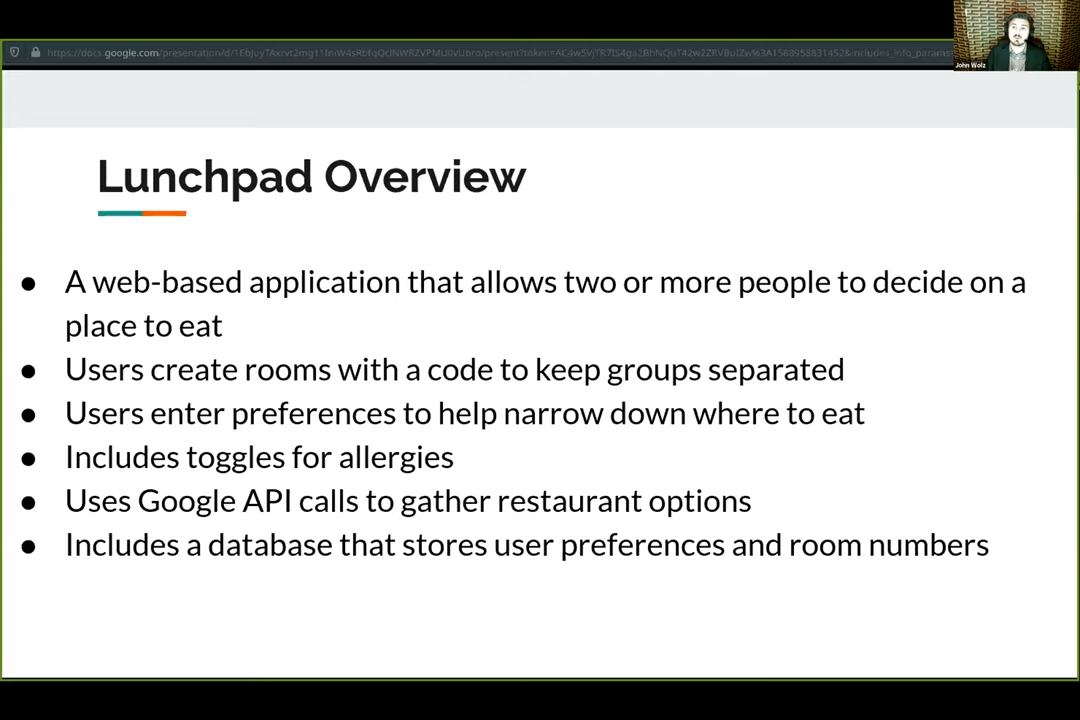 Lunchpad Overview
● A web-based application that allows two or more people to decide on a
place to eat
● Users create rooms with a code to keep groups separated
● Users enter preferences to help narrow down where to eat
● Includes toggles for allergies
● Uses Google API calls to gather restaurant options
● Includes a database that stores user preferences and room numbers
John Wolz